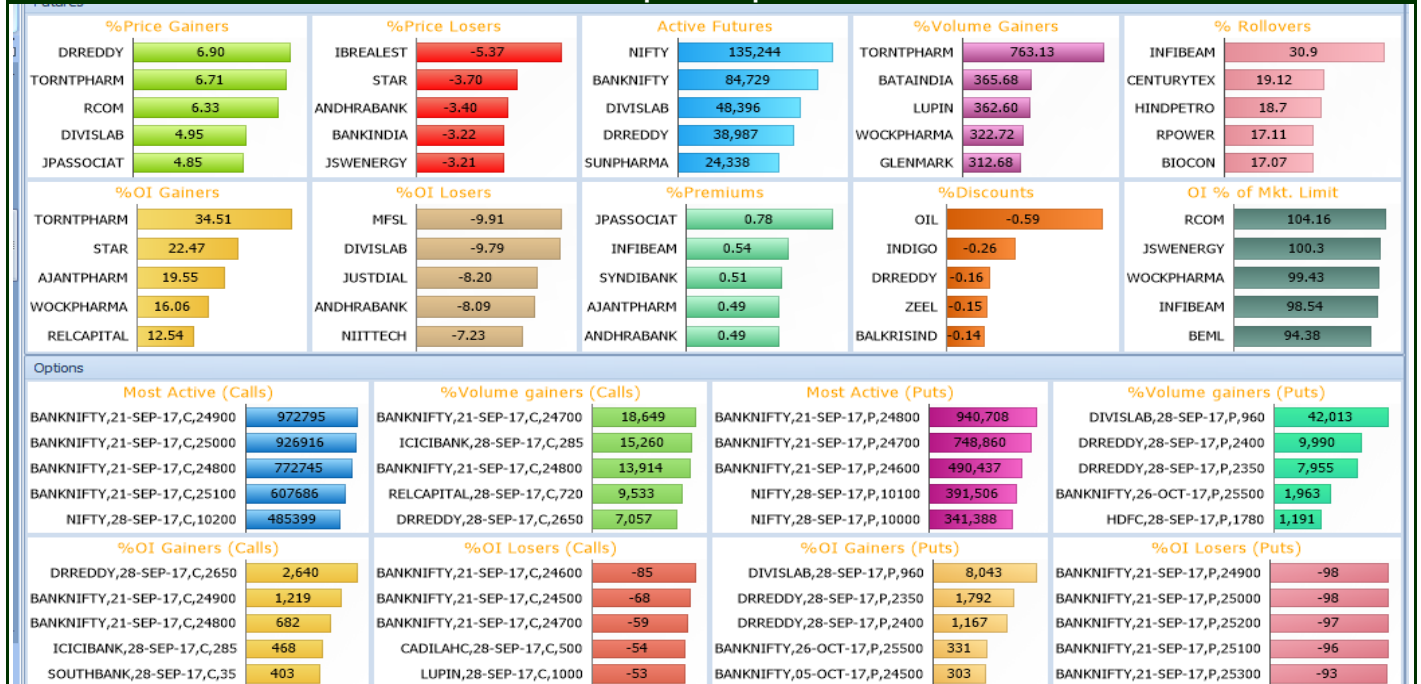 Futures
%Price Gainers
DRREDDY 6.90
TORNTPHARM 6.71
RCOM 6.33
DIVISLAB 4.95
JPASSOCIAT 4.85
%Price Losers
IBREALEST -5.37
STAR -3.70
ANDHRABANK -3.40
BANKINDIA -3.22
JSWENERGY -3.21
Active Futures
NIFTY 135,244
BANKNIFTY 84,729
DIVISLAB 48,396
DRREDDY 38,987
SUNPHARMA 24,338
%Volume Gainers
TORNTPHARM 763.13
BATAINDIA 365.68
LUPIN 362.60
WOCKPHARMA 322.72
GLENMARK 312.68
% Rollovers
INFIBEAM 30.9
CENTURYTEX 19.12
HINDPETRO 18.7
RPOWER 17.11
BIOCON 17.07
%OI Gainers
TORNTPHARM 34.51
STAR 22.47
AJANTPHARM 19.55
WOCKPHARMA 16.06
RELCAPITAL 12.54
%OI Losers
MFSL -9.91
DIVISLAB -9.79
JUSTDIAL -8.20
ANDHRABANK -8.09
NIITTECH -7.23
%Premiums
JPASSOCIAT 0.78
INFIBEAM 0.54
SYNDIBANK 0.51
AJANTPHARM 0.49
ANDHRABANK 0.49
%Discounts
OIL -0.59
INDIGO -0.26
DRREDDY -0.16
ZEEL -0.15
BALKRISIND -0.14
OI % of Mkt. Limit
RCOM 104.16
JSWENERGY 100.3
WOCKPHARMA 99.43
INFIBEAM 98.54
BEML 94.38
Options
Most Active (Calls)
BANKNIFTY,21-SEP-17,C,24900 972795
BANKNIFTY,21-SEP-17,C,25000 926916
BANKNIFTY,21-SEP-17,C,24800 772745
BANKNIFTY,21-SEP-17,C,25100 607686
NIFTY,28-SEP-17,C,10200 485399
%Volume gainers (Calls)
BANKNIFTY,21-SEP-17,C,24700 18,649
ICICIBANK,28-SEP-17,C,285 15,260
BANKNIFTY,21-SEP-17,C,24800 13,914
RELCAPITAL,28-SEP-17,C,720 9,533
DRREDDY,28-SEP-17,C,2650 7,057
Most Active (Puts)
BANKNIFTY,21-SEP-17,P,24800 940,708
BANKNIFTY,21-SEP-17,P,24700 748,860
BANKNIFTY,21-SEP-17,P,24600 490,437
NIFTY,28-SEP-17,P,10100 391,506
NIFTY,28-SEP-17,P,10000 341,388
%Volume gainers (Puts)
DIVISLAB,28-SEP-17,P,960 42,013
DRREDDY,28-SEP-17,P,2400 9,990
DRREDDY,28-SEP-17,P,2350 7,955
BANKNIFTY,26-OCT-17,P,25500 1,963
HDFC,28-SEP-17,P,1780 1,191
%OI Gainers (Calls)
DRREDDY,28-SEP-17,C,2650 2,640
BANKNIFTY,21-SEP-17,C,24900 1,219
BANKNIFTY,21-SEP-17,C,24800 682
ICICIBANK,28-SEP-17,C,285 468
SOUTHBANK,28-SEP-17,C,35 403
%OI Losers (Calls)
BANKNIFTY,21-SEP-17,C,24600 -85
BANKNIFTY,21-SEP-17,C,24500 -68
BANKNIFTY,21-SEP-17,C,24700 -59
CADILAHC,28-SEP-17,C,500 -54
LUPIN,28-SEP-17,C,1000 -53
%OI Gainers (Puts)
DIVISLAB,28-SEP-17,P,960 8,043
DRREDDY,28-SEP-17,P,2350 1,792
DRREDDY,28-SEP-17,P,2400 1,167
BANKNIFTY,26-OCT-17,P,25500 331
BANKNIFTY,05-OCT-17,P,24500 303
%OI Losers (Puts)
BANKNIFTY,21-SEP-17,P,24900 -98
BANKNIFTY,21-SEP-17,P,25000 -98
BANKNIFTY,21-SEP-17,P,25200 -97
BANKNIFTY,21-SEP-17,P,25100 -96
BANKNIFTY,21-SEP-17,P,25300 -93